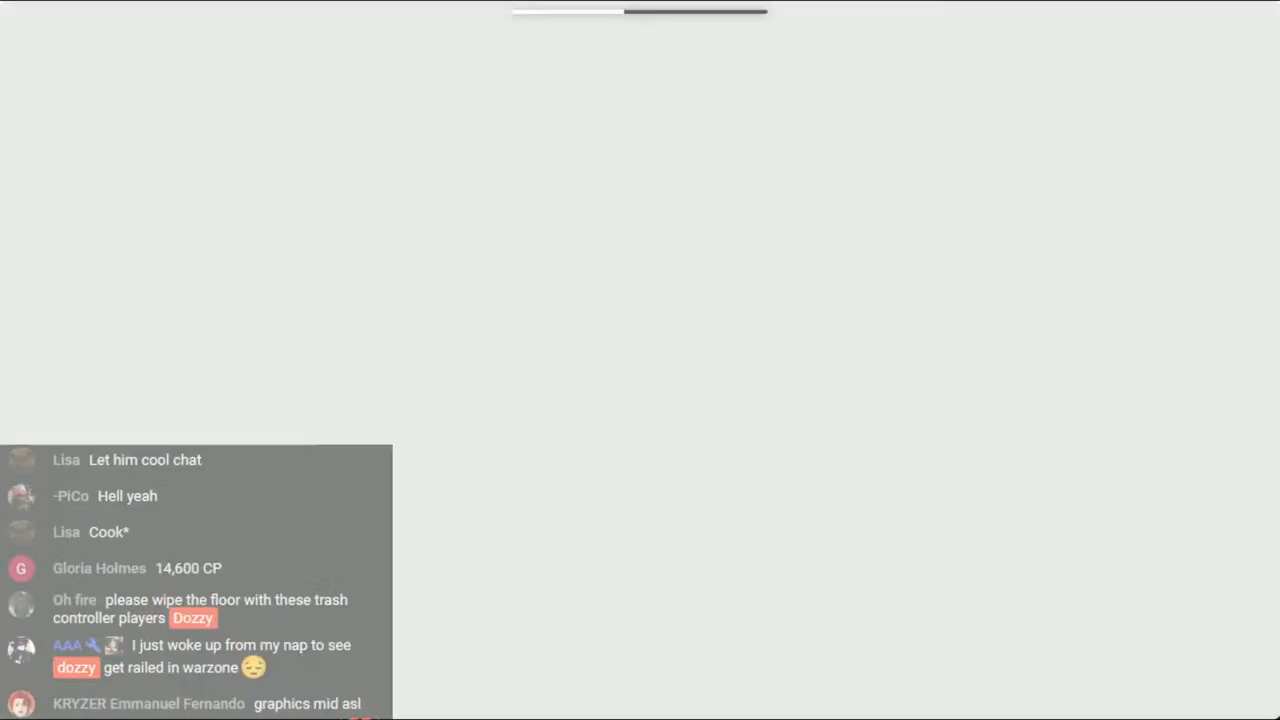 Lisa Let him cool chat
-PiCo Hell yeah
Lisa Cook*
G Gloria Holmes 14,600 CP
Oh fire please wipe the floor with these trash
controller players Dozzy
AAA I just woke up from my nap to see
dozzy get railed in warzone 😔
KRYZER Emmanuel Fernando graphics mid asl